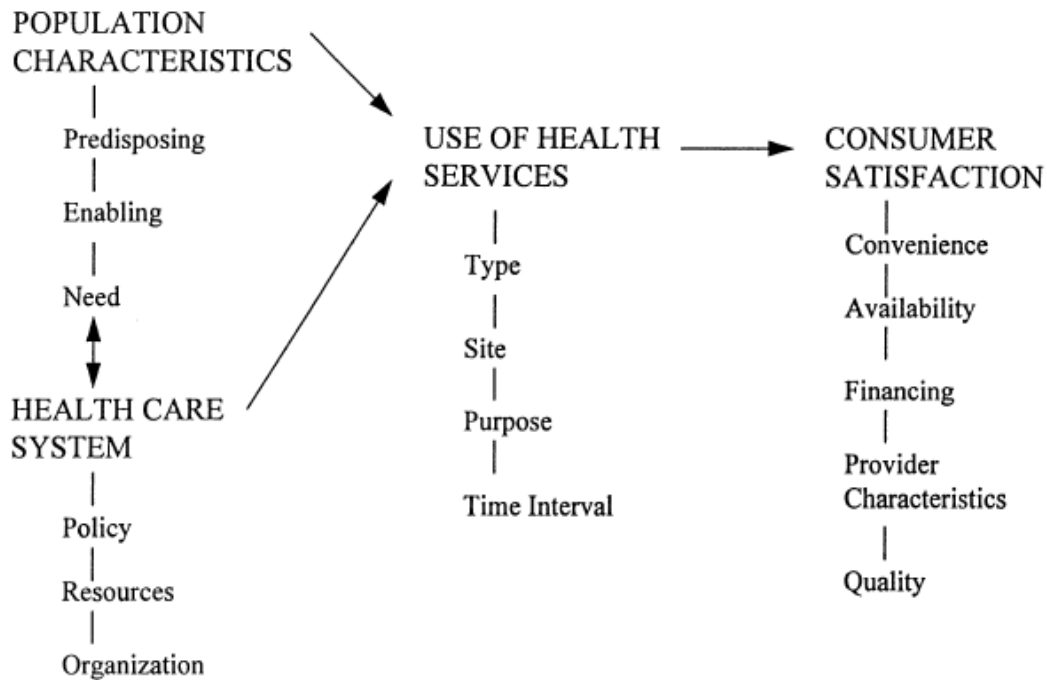 POPULATION
CHARACTERISTICS
Predisposing
Enabling
Need
HEALTH CARE
SYSTEM
Policy
Resources
Organization
USE OF HEALTH
SERVICES
Type
Site
Purpose
Time Interval
CONSUMER
SATISFACTION
Convenience
Availability
Financing
Provider
Characteristics
Quality